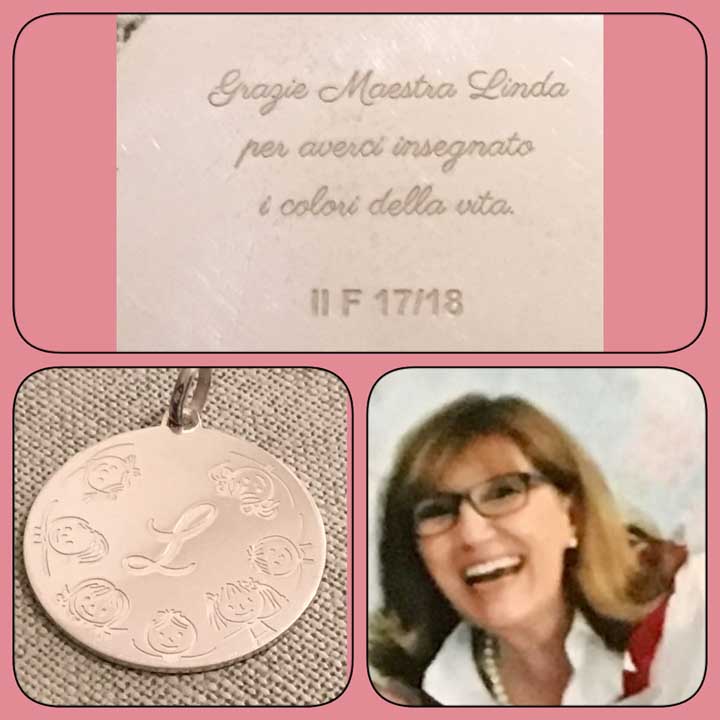 Grazie Maestra Linda
per averci insegnato
i colori della vita.
II F 17/18
L